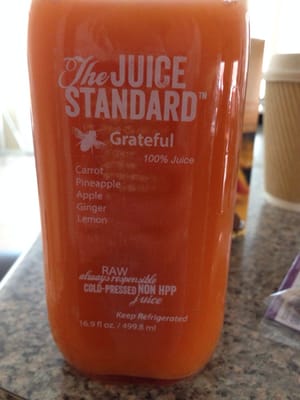 The JUICE
STANDARD™
Grateful
100% Juice
Carrot
Pineapple
Apple
Ginger
Lemon
RAW
always responsible
COLD-PRESSED NON HPP
juice
Keep Refrigerated
16.9 fl. oz. / 499.8 ml